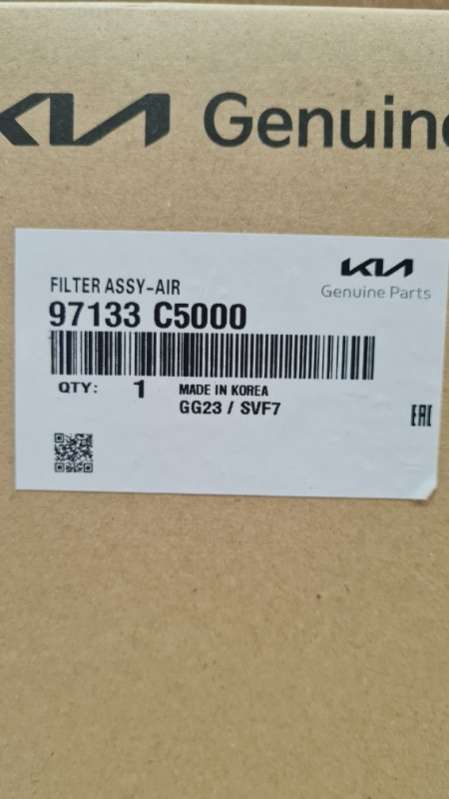 KIA Genuine
FILTER ASSY-AIR
KIA
Genuine Parts
97133 C5000
QTY: 1 MADE IN KOREA
GG23 / SVF7
EAC